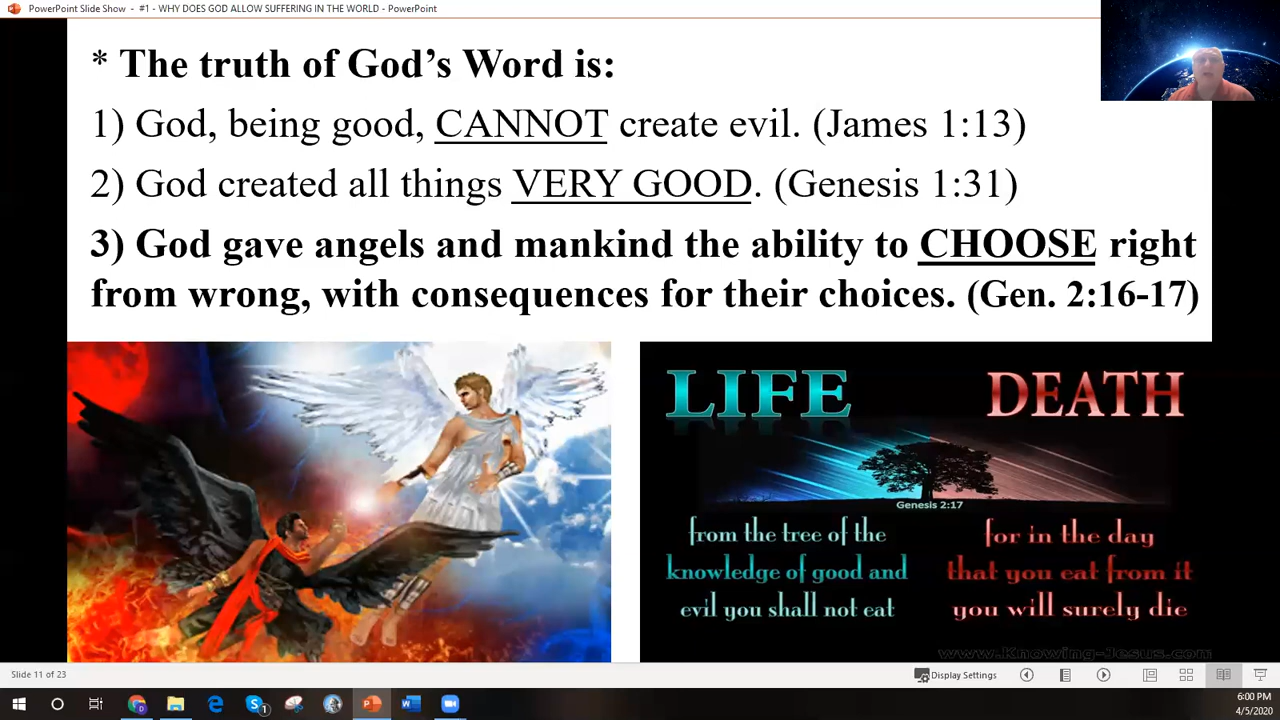 PowerPoint Slide Show - #1 - WHY DOES GOD ALLOW SUFFERING IN THE WORLD - PowerPoint
* The truth of God's Word is:
1) God, being good, CANNOT create evil. (James 1:13)
2) God created all things VERY GOOD. (Genesis 1:31)
3) God gave angels and mankind the ability to CHOOSE right
from wrong, with consequences for their choices. (Gen. 2:16-17)
LIFE
DEATH
Genesis 2:17
from the tree of the
knowledge of good and
evil you shall not eat
for in the day
that you eat from it
you will surely die
www.Knowing-Jesus.com
Slide 11 of 23
Display Settings
6:00 PM
4/5/2020